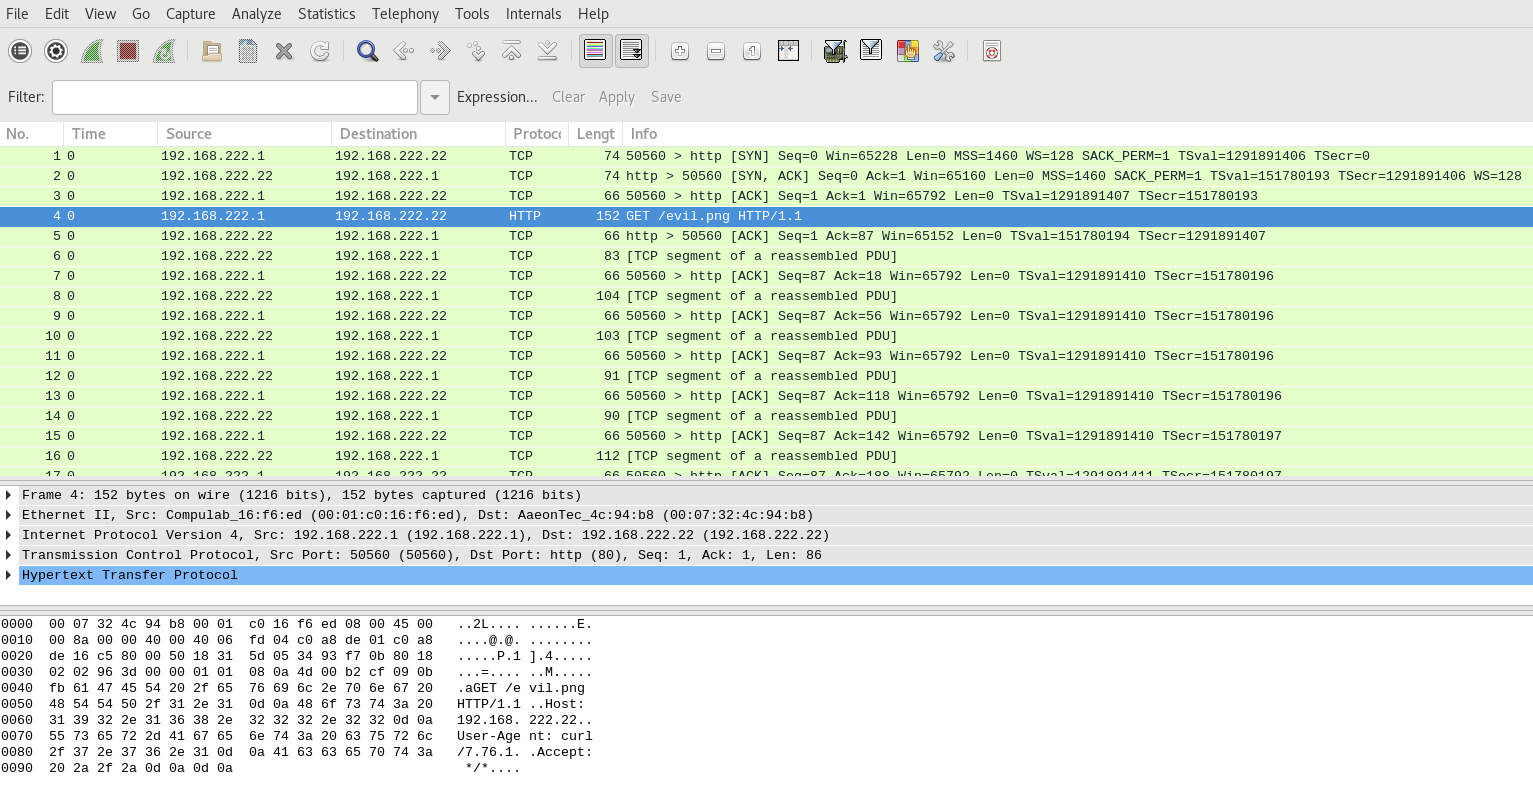 File Edit View Go Capture Analyze Statistics Telephony Tools Internals Help
Filter: Expression... Clear Apply Save
No. Time Source Destination Protoco Lengt Info
1 0 192.168.222.1 192.168.222.22 TCP 74 50560 > http [SYN] Seq=0 Win=65228 Len=0 MSS=1460 WS=128 SACK_PERM=1 TSval=1291891406 TSecr=0
2 0 192.168.222.22 192.168.222.1 TCP 74 http > 50560 [SYN, ACK] Seq=0 Ack=1 Win=65160 Len=0 MSS=1460 SACK_PERM=1 TSval=151780193 TSecr=1291891406 WS=128
3 0 192.168.222.1 192.168.222.22 TCP 66 50560 > http [ACK] Seq=1 Ack=1 Win=65792 Len=0 TSval=1291891407 TSecr=151780193
4 0 192.168.222.1 192.168.222.22 HTTP 152 GET /evil.png HTTP/1.1
5 0 192.168.222.22 192.168.222.1 TCP 66 http > 50560 [ACK] Seq=1 Ack=87 Win=65152 Len=0 TSval=151780194 TSecr=1291891407
6 0 192.168.222.22 192.168.222.1 TCP 83 [TCP segment of a reassembled PDU]
7 0 192.168.222.1 192.168.222.22 TCP 66 50560 > http [ACK] Seq=87 Ack=18 Win=65792 Len=0 TSval=1291891410 TSecr=151780196
8 0 192.168.222.22 192.168.222.1 TCP 104 [TCP segment of a reassembled PDU]
9 0 192.168.222.1 192.168.222.22 TCP 66 50560 > http [ACK] Seq=87 Ack=56 Win=65792 Len=0 TSval=1291891410 TSecr=151780196
10 0 192.168.222.22 192.168.222.1 TCP 103 [TCP segment of a reassembled PDU]
11 0 192.168.222.1 192.168.222.22 TCP 66 50560 > http [ACK] Seq=87 Ack=93 Win=65792 Len=0 TSval=1291891410 TSecr=151780196
12 0 192.168.222.22 192.168.222.1 TCP 91 [TCP segment of a reassembled PDU]
13 0 192.168.222.1 192.168.222.22 TCP 66 50560 > http [ACK] Seq=87 Ack=118 Win=65792 Len=0 TSval=1291891410 TSecr=151780196
14 0 192.168.222.22 192.168.222.1 TCP 90 [TCP segment of a reassembled PDU]
15 0 192.168.222.1 192.168.222.22 TCP 66 50560 > http [ACK] Seq=87 Ack=142 Win=65792 Len=0 TSval=1291891410 TSecr=151780197
16 0 192.168.222.22 192.168.222.1 TCP 112 [TCP segment of a reassembled PDU]
17 0 192.168.222.1 192.168.222.22 TCP 66 50560 > http [ACK] Seq=87 Ack=188 Win=65792 Len=0 TSval=1291891411 TSecr=151780197
Frame 4: 152 bytes on wire (1216 bits), 152 bytes captured (1216 bits)
Ethernet II, Src: Compulab_16:f6:ed (00:01:c0:16:f6:ed), Dst: AaeonTec_4c:94:b8 (00:07:32:4c:94:b8)
Internet Protocol Version 4, Src: 192.168.222.1 (192.168.222.1), Dst: 192.168.222.22 (192.168.222.22)
Transmission Control Protocol, Src Port: 50560 (50560), Dst Port: http (80), Seq: 1, Ack: 1, Len: 86
Hypertext Transfer Protocol
0000 00 07 32 4c 94 b8 00 01 c0 16 f6 ed 08 00 45 00 ..2L.... ......E.
0010 00 8a 00 00 40 00 40 06 fd 04 c0 a8 de 01 c0 a8 ....@.@. ........
0020 de 16 c5 80 00 50 18 31 5d 05 34 93 f7 0b 80 18 .....P.1 ].4.....
0030 02 02 96 3d 00 00 01 01 08 0a 4d 00 b2 cf 09 0b ...=.... ..M.....
0040 fb 61 47 45 54 20 2f 65 76 69 6c 2e 70 6e 67 20 .aGET /e vil.png
0050 48 54 54 50 2f 31 2e 31 0d 0a 48 6f 73 74 3a 20 HTTP/1.1 ..Host:
0060 31 39 32 2e 31 36 38 2e 32 32 32 2e 32 32 0d 0a 192.168. 222.22..
0070 55 73 65 72 2d 41 67 65 6e 74 3a 20 63 75 72 6c User-Age nt: curl
0080 2f 37 2e 37 36 2e 31 0d 0a 41 63 63 65 70 74 3a /7.76.1. .Accept:
0090 20 2a 2f 2a 0d 0a 0d 0a */*....